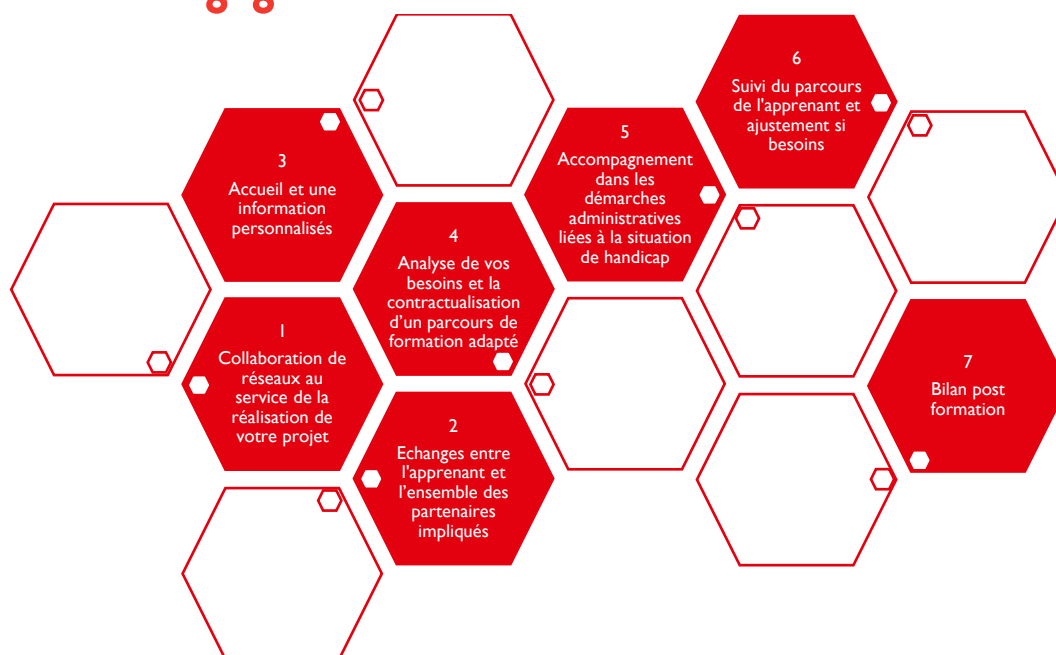 1
Collaboration de
réseaux au
service de la
réalisation de
votre projet
2
Echanges entre
l'apprenant et
l’ensemble des
partenaires
impliqués
3
Accueil et une
information
personnalisés
4
Analyse de vos
besoins et la
contractualisation
d’un parcours de
formation adapté
5
Accompagnement
dans les
démarches
administratives
liées à la situation
de handicap
6
Suivi du parcours
de l'apprenant et
ajustement si
besoins
7
Bilan post
formation